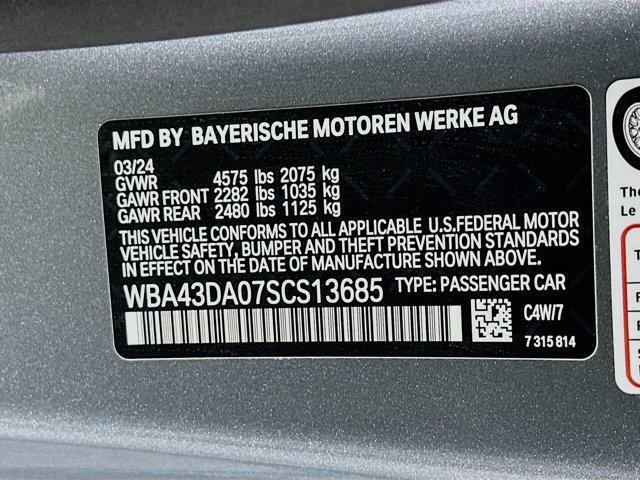 MFD BY BAYERISCHE MOTOREN WERKE AG
03/24
GVWR 4575 lbs 2075 kg
GAWR FRONT 2282 lbs 1035 kg
GAWR REAR 2480 lbs 1125 kg
THIS VEHICLE CONFORMS TO ALL APPLICABLE U.S.FEDERAL MOTOR
VEHICLE SAFETY, BUMPER AND THEFT PREVENTION STANDARDS
IN EFFECT ON THE DATE OF MANUFACTURE SHOWN ABOVE.
WBA43DA07SCS13685 TYPE: PASSENGER CAR
C4W/7
7 315 814
The
Le